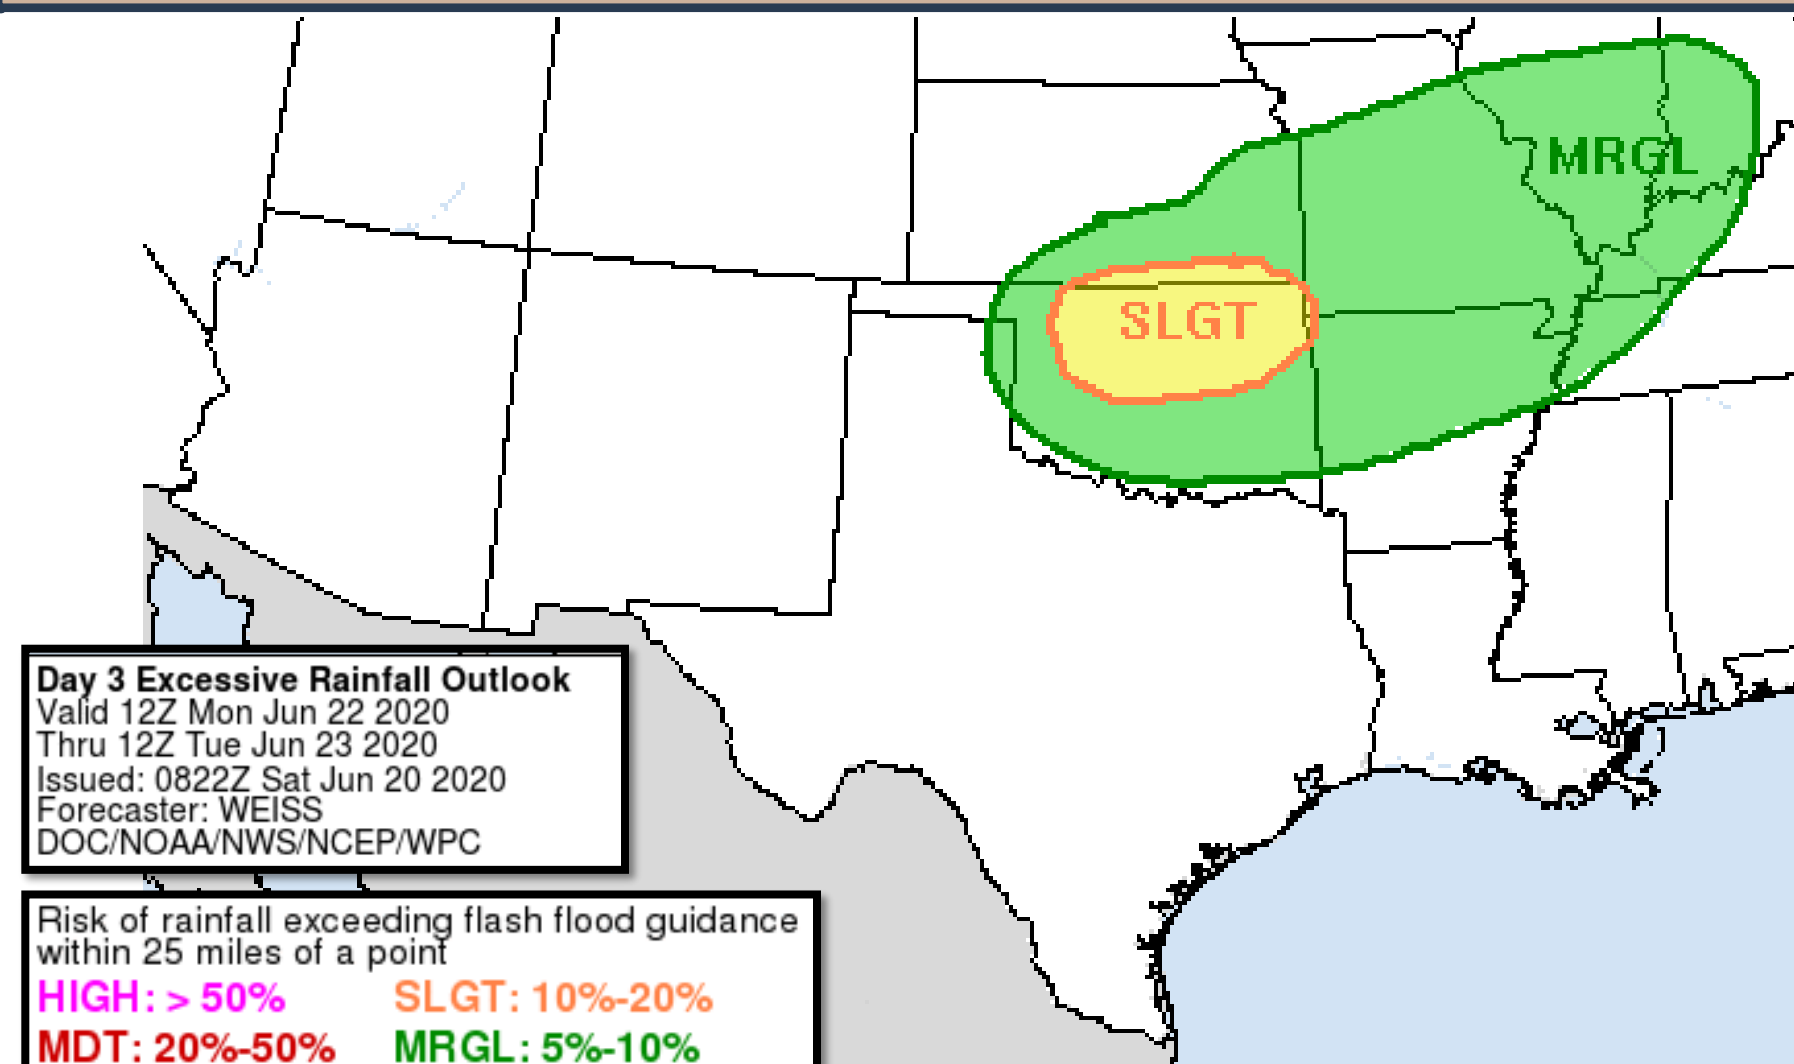 MRGL
SLGT
Day 3 Excessive Rainfall Outlook
Valid 12Z Mon Jun 22 2020
Thru 12Z Tue Jun 23 2020
Issued: 0822Z Sat Jun 20 2020
Forecaster: WEISS
DOC/NOAA/NWS/NCEP/WPC
Risk of rainfall exceeding flash flood guidance
within 25 miles of a point
HIGH: > 50% SLGT: 10%-20%
MDT: 20%-50% MRGL: 5%-10%